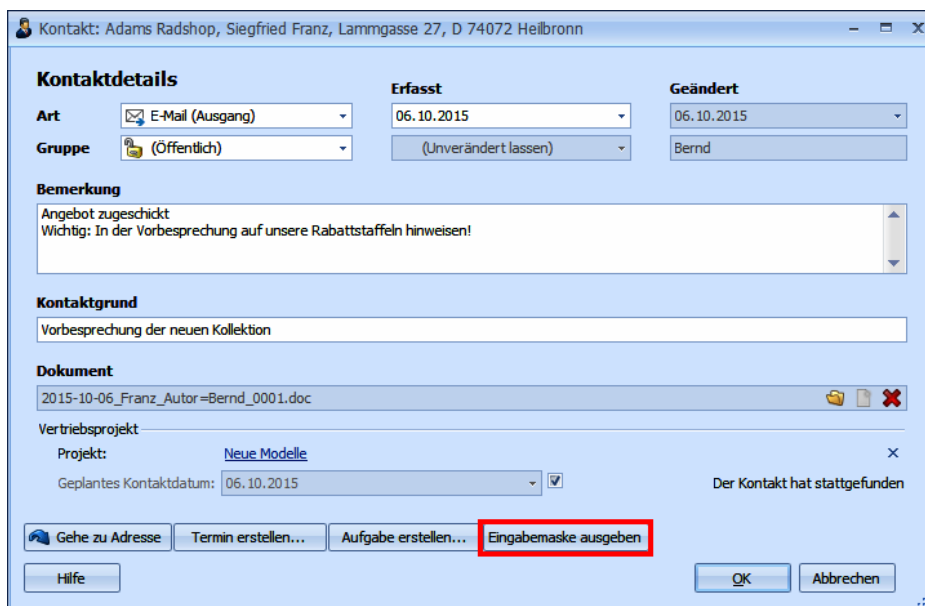 Kontakt: Adams Radshop, Siegfried Franz, Lammgasse 27, D 74072 Heilbronn
Kontaktdetails
Erfasst
Geändert
Art
E-Mail (Ausgang)
06.10.2015
06.10.2015
Gruppe
(Öffentlich)
(Unverändert lassen)
Bernd
Bemerkung
Angebot zugeschickt
Wichtig: In der Vorbesprechung auf unsere Rabattstaffeln hinweisen!
Kontaktgrund
Vorbesprechung der neuen Kollektion
Dokument
2015-10-06_Franz_Autor=Bernd_0001.doc
Vertriebsprojekt
Projekt:
Neue Modelle
Geplantes Kontaktdatum:
06.10.2015
Der Kontakt hat stattgefunden
Gehe zu Adresse
Termin erstellen...
Aufgabe erstellen...
Eingabemaske ausgeben
Hilfe
OK
Abbrechen